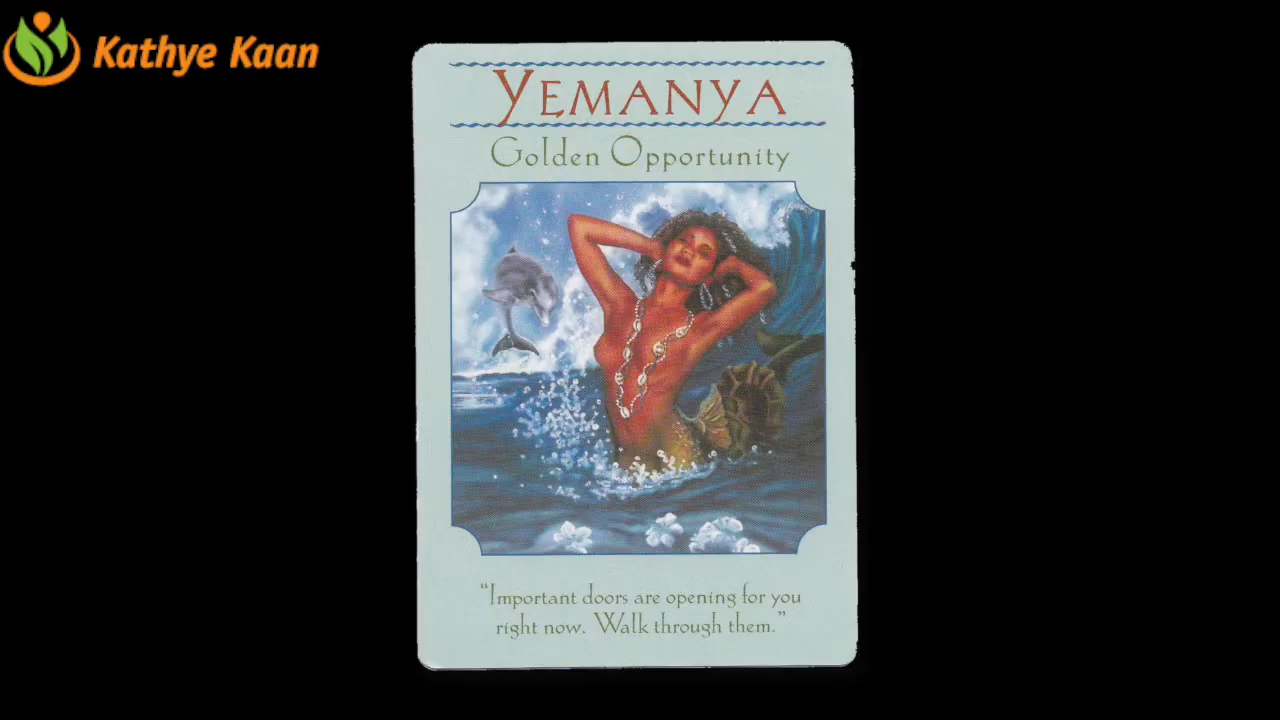 Kathye Kaan
YEMANYA
Golden Opportunity
“Important doors are opening for you
right now. Walk through them.”